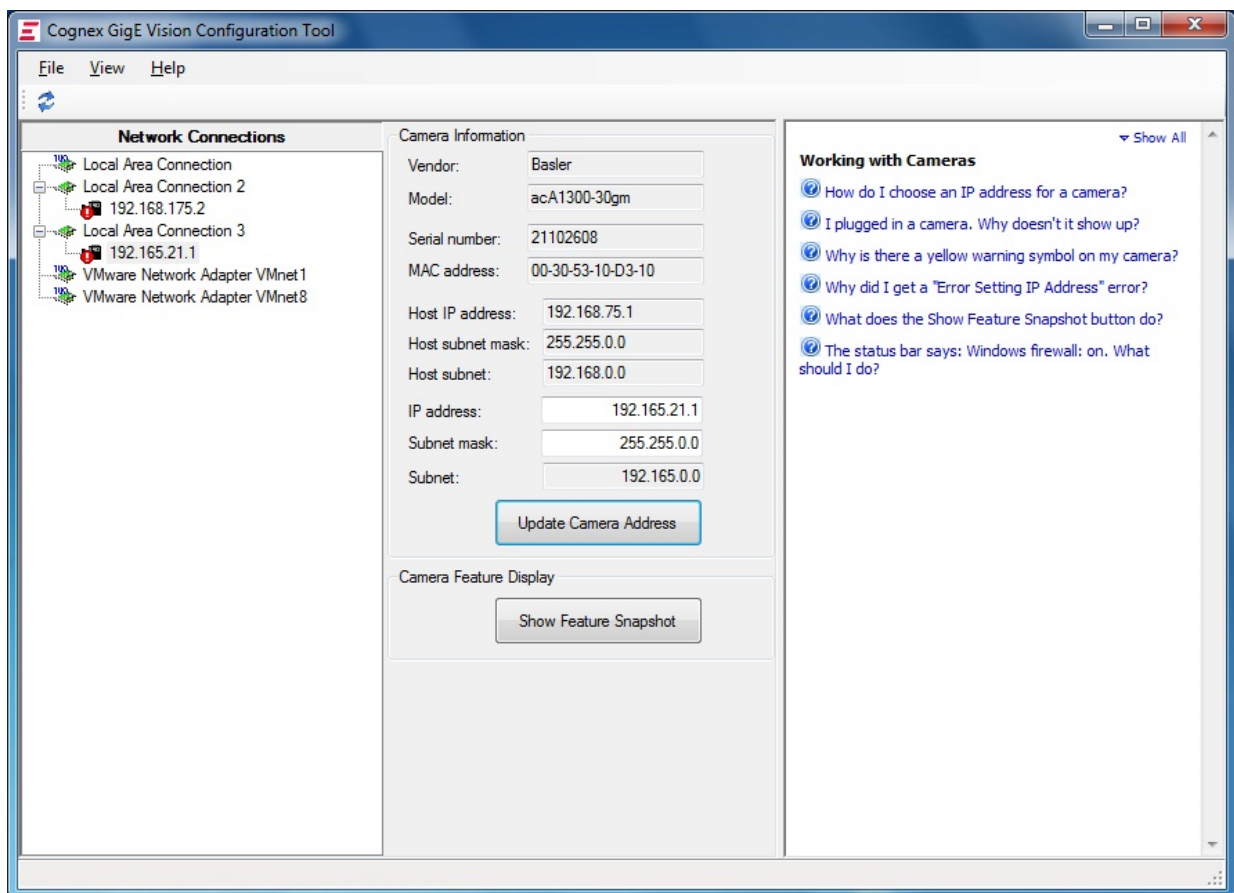 Cognex GigE Vision Configuration Tool
File View Help
Network Connections
Local Area Connection
Local Area Connection 2
192.168.175.2
Local Area Connection 3
192.165.21.1
VMware Network Adapter VMnet1
VMware Network Adapter VMnet8
Camera Information
Vendor: Basler
Model: acA1300-30gm
Serial number: 21102608
MAC address: 00-30-53-10-D3-10
Host IP address: 192.168.75.1
Host subnet mask: 255.255.0.0
Host subnet: 192.168.0.0
IP address: 192.165.21.1
Subnet mask: 255.255.0.0
Subnet: 192.165.0.0
Update Camera Address
Camera Feature Display
Show Feature Snapshot
Show All
Working with Cameras
How do I choose an IP address for a camera?
I plugged in a camera. Why doesn't it show up?
Why is there a yellow warning symbol on my camera?
Why did I get a "Error Setting IP Address" error?
What does the Show Feature Snapshot button do?
The status bar says: Windows firewall: on. What
should I do?